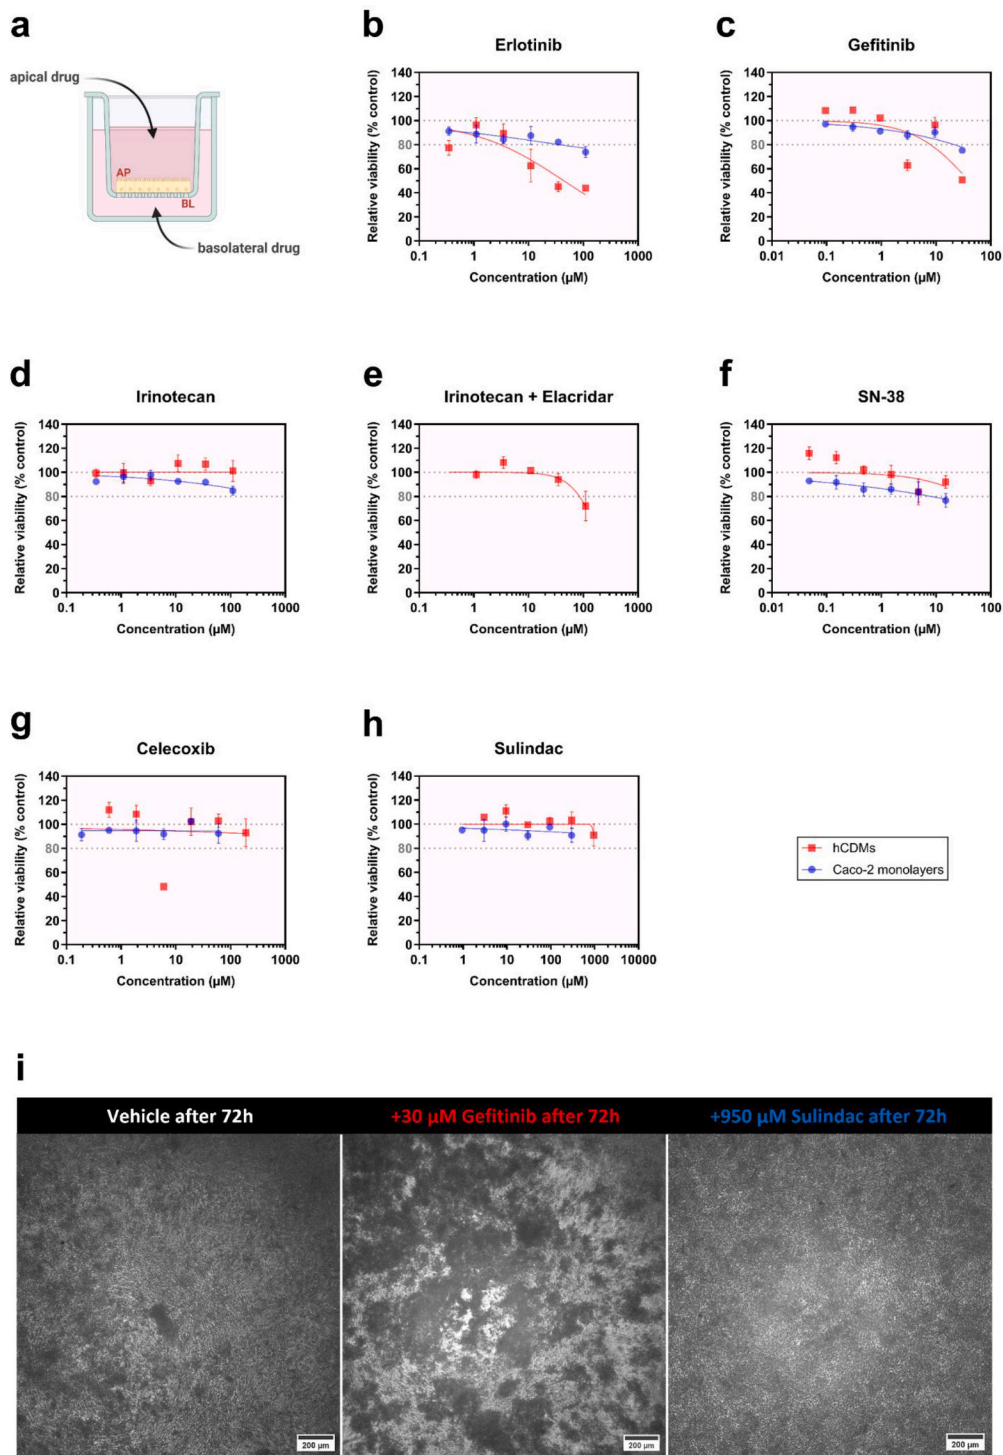 a
apical drug
AP
BL
basolateral drug
b
Erlotinib
Relative viability (% control)
140
120
100
80
60
40
20
0
0.1 1 10 100 1000
Concentration (µM)
c
Gefitinib
Relative viability (% control)
140
120
100
80
60
40
20
0
0.01 0.1 1 10 100
Concentration (µM)
d
Irinotecan
Relative viability (% control)
140
120
100
80
60
40
20
0
0.1 1 10 100 1000
Concentration (µM)
e
Irinotecan + Elacridar
Relative viability (% control)
140
120
100
80
60
40
20
0
0.1 1 10 100 1000
Concentration (µM)
f
SN-38
Relative viability (% control)
140
120
100
80
60
40
20
0
0.01 0.1 1 10 100
Concentration (µM)
g
Celecoxib
Relative viability (% control)
140
120
100
80
60
40
20
0
0.1 1 10 100 1000
Concentration (µM)
h
Sulindac
Relative viability (% control)
140
120
100
80
60
40
20
0
0.1 1 10 100 1000 10000
Concentration (µM)
hCDMs
Caco-2 monolayers
i
Vehicle after 72h
+30 µM Gefitinib after 72h
+950 µM Sulindac after 72h
200 µm
200 µm
200 µm